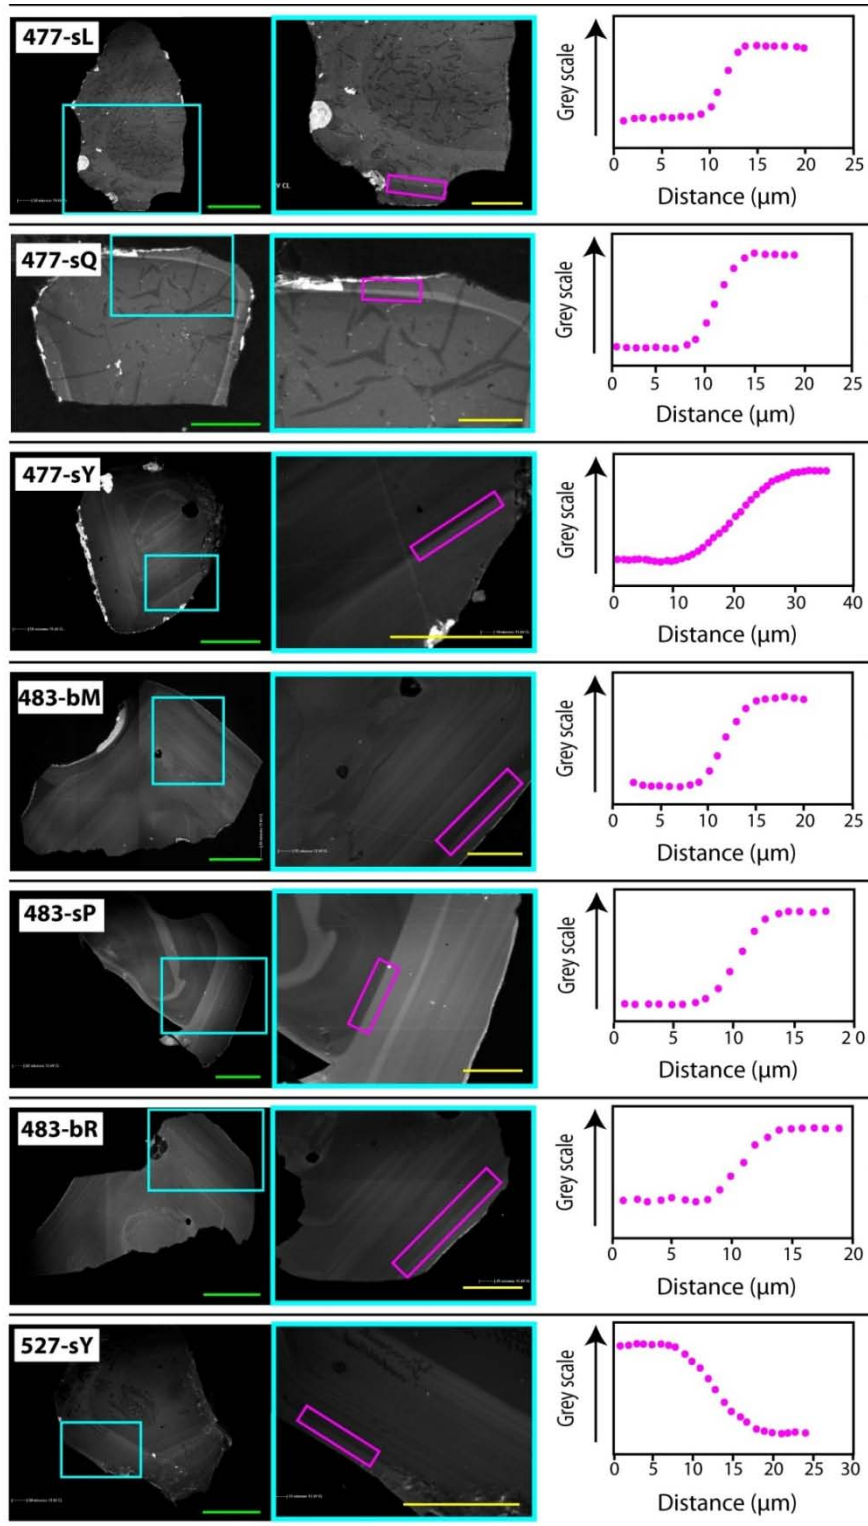 477-sL
V CL
Grey scale
0 5 10 15 20 25
Distance (µm)
477-sQ
Grey scale
0 5 10 15 20 25
Distance (µm)
477-sY
Grey scale
0 10 20 30 40
Distance (µm)
483-bM
Grey scale
0 5 10 15 20 25
Distance (µm)
483-sP
Grey scale
0 5 10 15 2 0
Distance (µm)
483-bR
Grey scale
0 5 10 15 20
Distance (µm)
527-sY
Grey scale
0 5 10 15 20 25 30
Distance (µm)